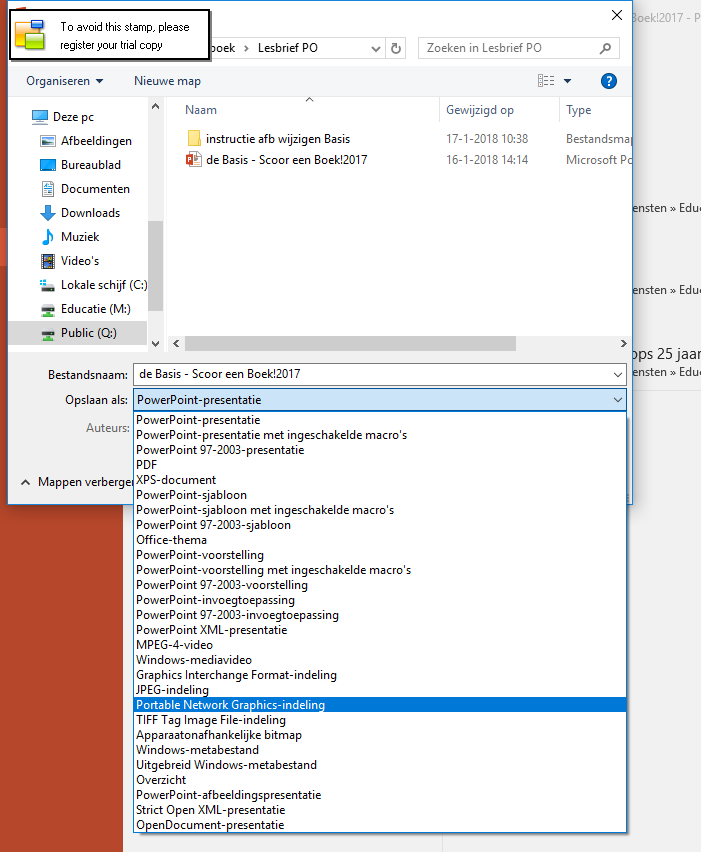 To avoid this stamp, please
register your trial copy
boek › Lesbrief PO
Zoeken in Lesbrief PO
Boek!2017 - P
Organiseren
Nieuwe map
Naam
Gewijzigd op
Type
Deze pc
Afbeeldingen
Bureaublad
Documenten
Downloads
Muziek
Video's
Lokale schijf (C:)
Educatie (M:)
Public (Q:)
instructie afb wijzigen Basis
17-1-2018 10:38
Bestandsma
de Basis - Scoor een Boek!2017
16-1-2018 14:14
Microsoft Po
ensten » Educ
ensten » Educ
ops 25 jaar
ensten » Educ
Bestandsnaam:
de Basis - Scoor een Boek!2017
Opslaan als:
PowerPoint-presentatie
Auteurs:
Mappen verberger
PowerPoint-presentatie
PowerPoint-presentatie met ingeschakelde macro's
PowerPoint 97-2003-presentatie
PDF
XPS-document
PowerPoint-sjabloon
PowerPoint-sjabloon met ingeschakelde macro's
PowerPoint 97-2003-sjabloon
Office-thema
PowerPoint-voorstelling
PowerPoint-voorstelling met ingeschakelde macro's
PowerPoint 97-2003-voorstelling
PowerPoint-invoegtoepassing
PowerPoint 97-2003-invoegtoepassing
PowerPoint XML-presentatie
MPEG-4-video
Windows-mediavideo
Graphics Interchange Format-indeling
JPEG-indeling
Portable Network Graphics-indeling
TIFF Tag Image File-indeling
Apparaatonafhankelijke bitmap
Windows-metabestand
Uitgebreid Windows-metabestand
Overzicht
PowerPoint-afbeeldingspresentatie
Strict Open XML-presentatie
OpenDocument-presentatie